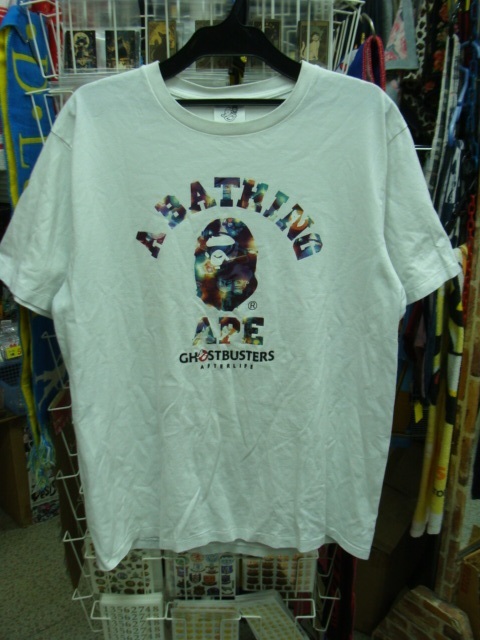 A BATHING
®
APE
GHOSTBUSTERS
AFTERLIFE